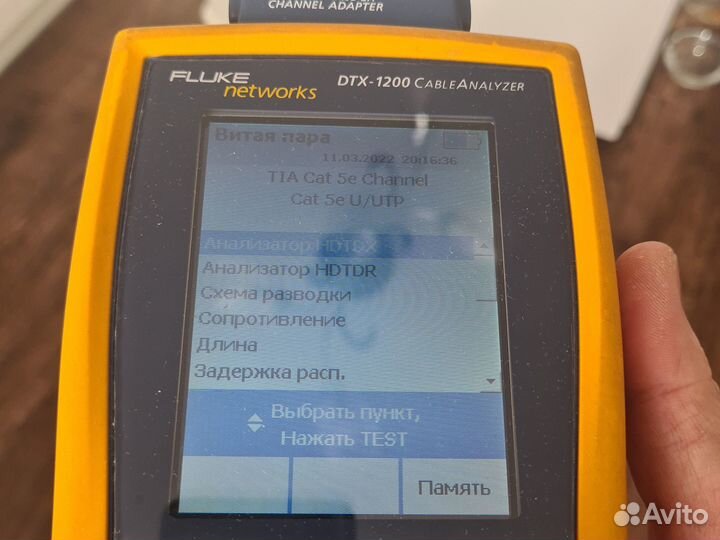 CHANNEL ADAPTER
FLUKE networks
DTX-1200 CABLEANALYZER
Витая пара
11.03.2022 20:16:36
TIA Cat 5e Channel
Cat 5e U/UTP
Анализатор HDTDX
Анализатор HDTDR
Схема разводки
Сопротивление
Длина
Задержка расп.
Выбрать пункт,
Нажать TEST
Память
Avito